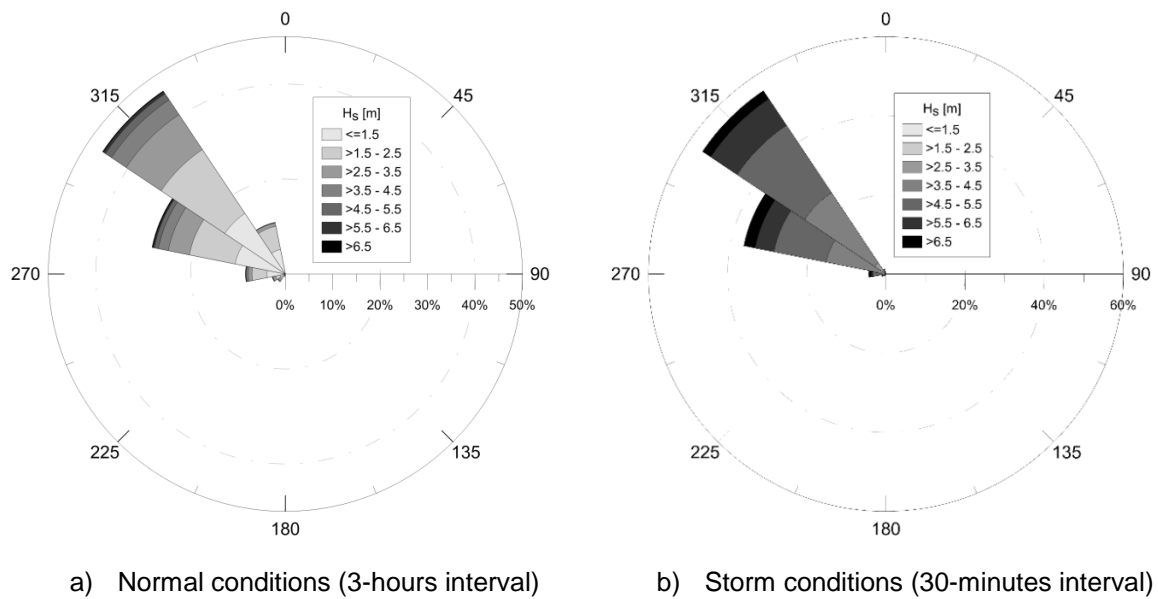 0
315
45
H_S [m]
<=1.5
>1.5 - 2.5
>2.5 - 3.5
>3.5 - 4.5
>4.5 - 5.5
>5.5 - 6.5
>6.5
270
90
0% 10% 20% 30% 40% 50%
225
135
180
a) Normal conditions (3-hours interval)
0
315
45
H_S [m]
<=1.5
>1.5 - 2.5
>2.5 - 3.5
>3.5 - 4.5
>4.5 - 5.5
>5.5 - 6.5
>6.5
270
90
0% 20% 40% 60%
225
135
180
b) Storm conditions (30-minutes interval)